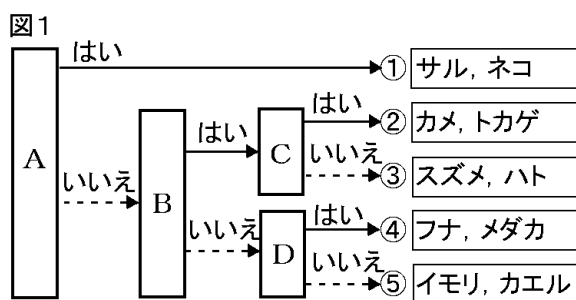 図1
はい
① サル, ネコ
はい
② カメ, トカゲ
はい
C
A
いいえ
③ スズメ, ハト
いいえ
B
はい
④ フナ, メダカ
いいえ
D
いいえ
⑤ イモリ, カエル